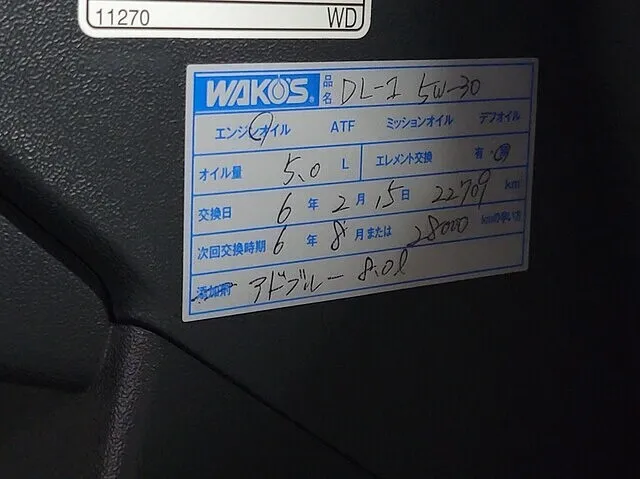 11270 WD
WAKO'S 品名 DL-1 5W-30
エンジンオイル ATF ミッションオイル デフオイル
オイル量 5.0 L エレメント交換 有・無
交換日 6年2月15日 22709 km
次回交換時期 6年8月または 28000 kmの早い方
添加剤 アドブルー 8.0l